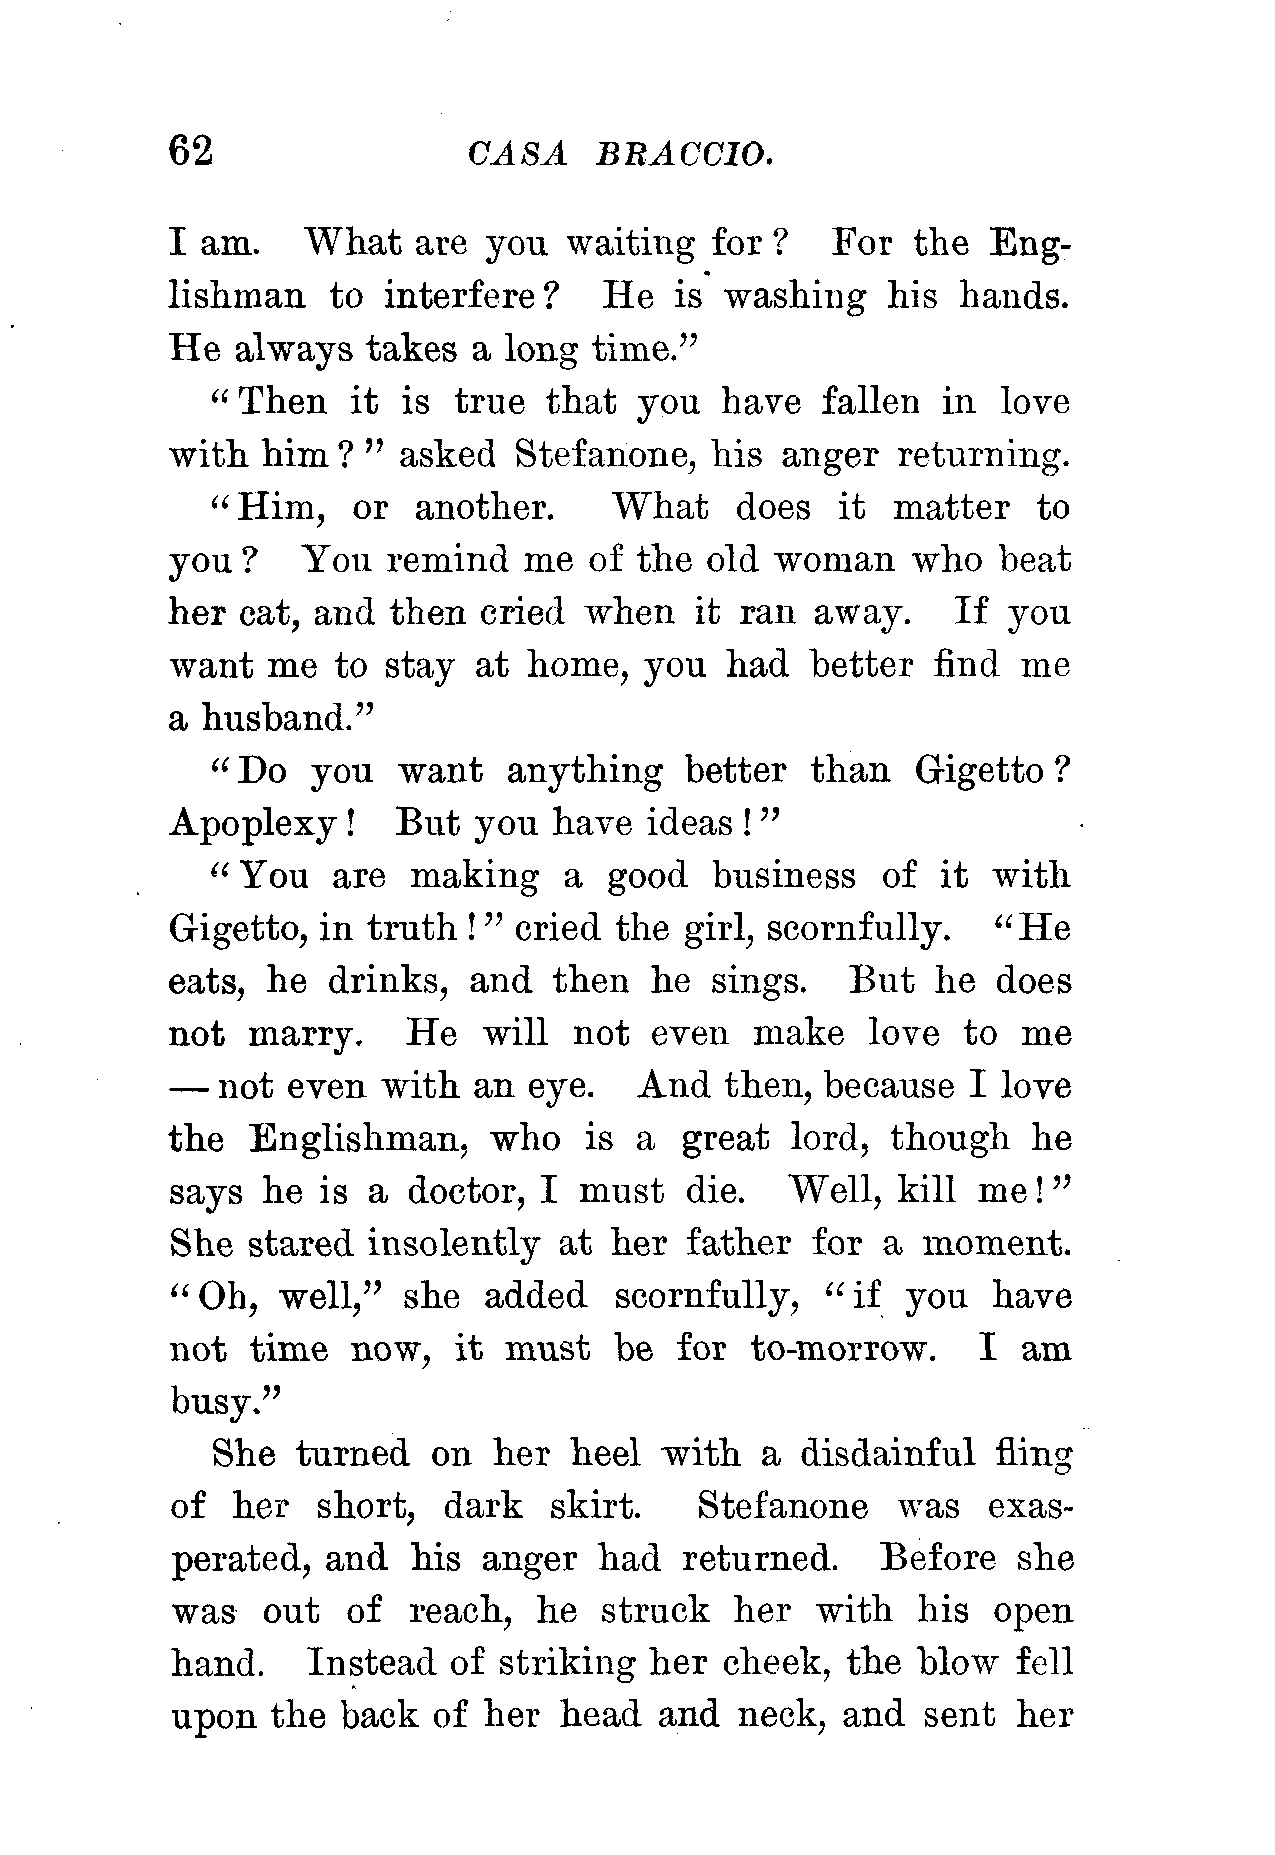 62 CASA BRACCIO.
I am. What are you waiting for? For the Eng-
lishman to interfere? He is washing his hands.
He always takes a long time."
"Then it is true that you have fallen in love
with him?" asked Stefanone, his anger returning.
"Him, or another. What does it matter to
you? You remind me of the old woman who beat
her cat, and then cried when it ran away. If you
want me to stay at home, you had better find me
a husband."
"Do you want anything better than Gigetto?
Apoplexy! But you have ideas!"
"You are making a good business of it with
Gigetto, in truth!" cried the girl, scornfully. "He
eats, he drinks, and then he sings. But he does
not marry. He will not even make love to me
— not even with an eye. And then, because I love
the Englishman, who is a great lord, though he
says he is a doctor, I must die. Well, kill me!"
She stared insolently at her father for a moment.
"Oh, well," she added scornfully, "if you have
not time now, it must be for to-morrow. I am
busy."
She turned on her heel with a disdainful fling
of her short, dark skirt. Stefanone was exas-
perated, and his anger had returned. Before she
was out of reach, he struck her with his open
hand. Instead of striking her cheek, the blow fell
upon the back of her head and neck, and sent her